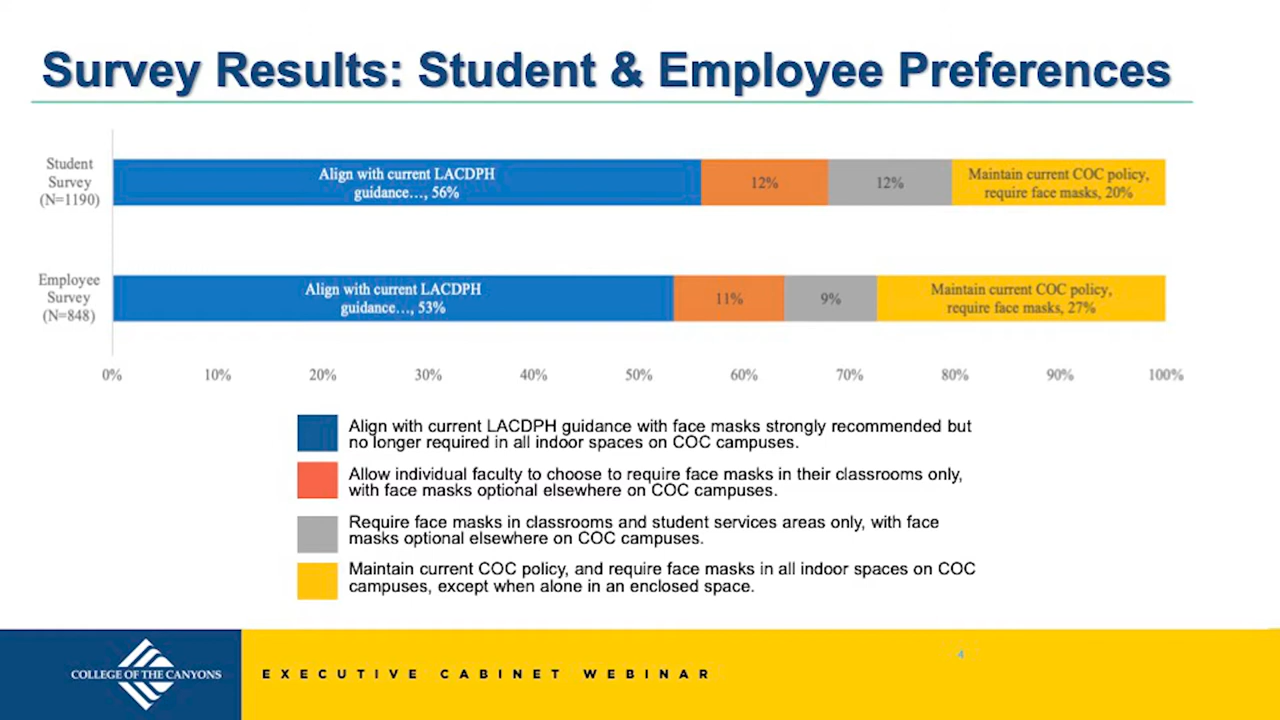 Survey Results: Student & Employee Preferences
Student
Survey
(N=1190)
Align with current LACDPH
guidance..., 56%
12%
12%
Maintain current COC policy,
require face masks, 20%
Employee
Survey
(N=848)
Align with current LACDPH
guidance..., 53%
11%
9%
Maintain current COC policy,
require face masks, 27%
0% 10% 20% 30% 40% 50% 60% 70% 80% 90% 100%
Align with current LACDPH guidance with face masks strongly recommended but
no longer required in all indoor spaces on COC campuses.
Allow individual faculty to choose to require face masks in their classrooms only,
with face masks optional elsewhere on COC campuses.
Require face masks in classrooms and student services areas only, with face
masks optional elsewhere on COC campuses.
Maintain current COC policy, and require face masks in all indoor spaces on COC
campuses, except when alone in an enclosed space.
4
COLLEGE OF THE CANYONS
EXECUTIVE CABINET WEBINAR